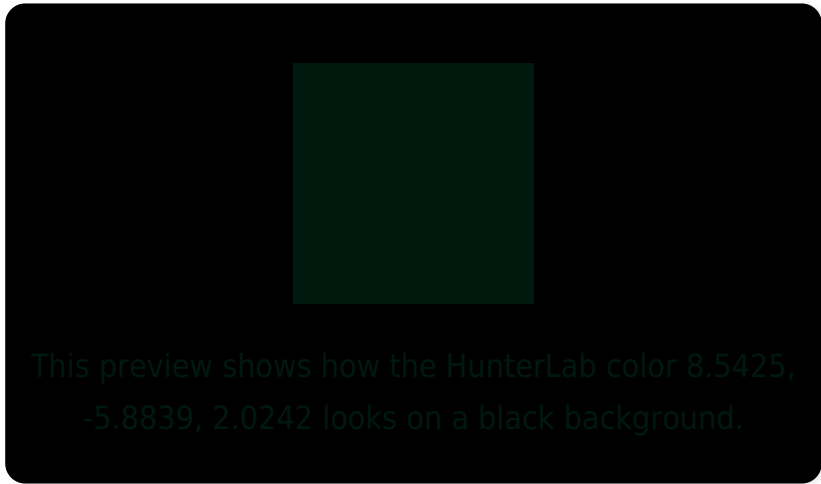 This preview shows how the HunterLab color 8.5425,
-5.8839, 2.0242 looks on a black background.